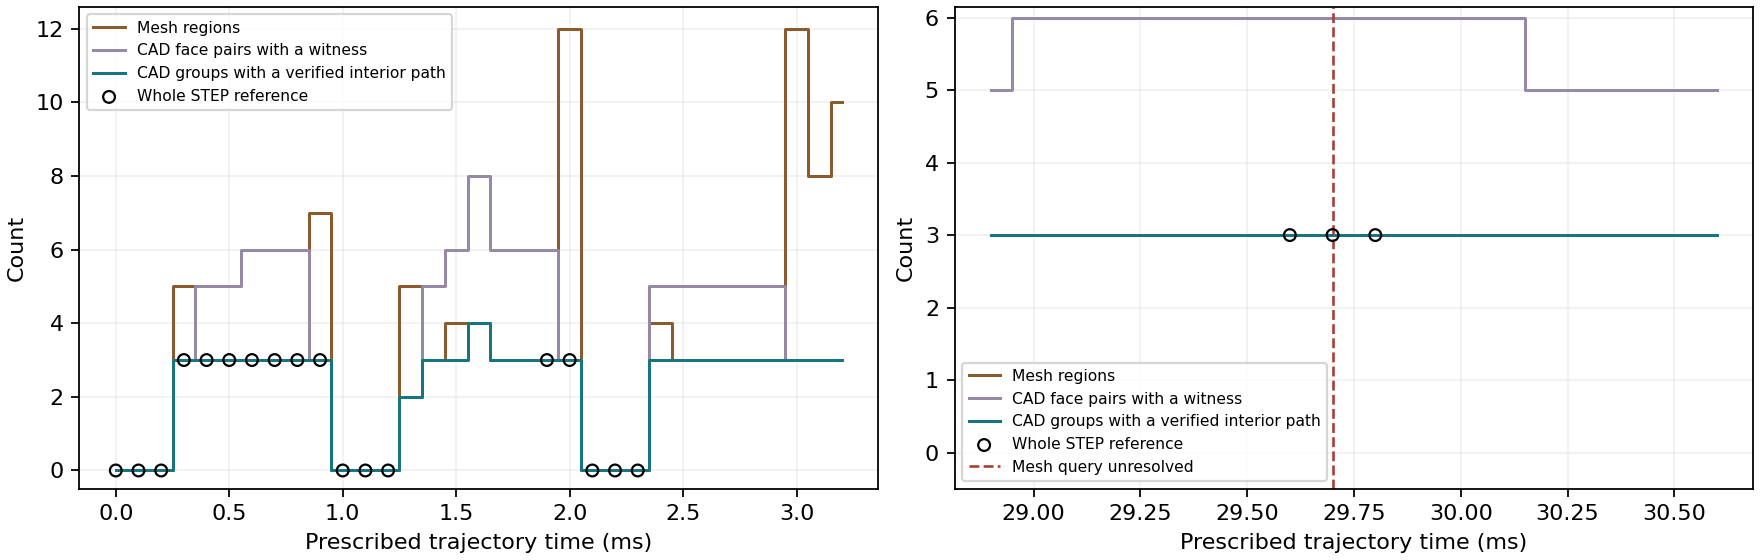 Mesh regions
CAD face pairs with a witness
CAD groups with a verified interior path
Whole STEP reference
Count
12
10
8
6
4
2
0
0.0 0.5 1.0 1.5 2.0 2.5 3.0
Prescribed trajectory time (ms)
Count
6
5
4
3
2
1
0
Mesh regions
CAD face pairs with a witness
CAD groups with a verified interior path
Whole STEP reference
Mesh query unresolved
29.00 29.25 29.50 29.75 30.00 30.25 30.50
Prescribed trajectory time (ms)